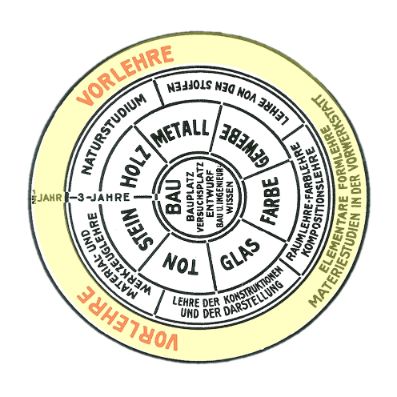 VORLEHRE
ELEMENTARE FORMLEHRE
MATERIESTUDIEN IN DER VORWERKSTATT
VORLEHRE
½ JAHR
3 - JAHRE
NATURSTUDIUM
LEHRE VON DEN STOFFEN
RAUMLEHRE-FARBLEHRE
KOMPOSITIONSLEHRE
LEHRE DER KONSTRUKTIONEN
UND DER DARSTELLUNG
MATERIAL-UND
WERKZEUGLEHRE
HOLZ
METALL
GEWEBE
FARBE
GLAS
TON
STEIN
BAU
BAUPLATZ
VERSUCHSPLATZ
ENTWURF
BAU U. INGENIEUR-
WISSEN